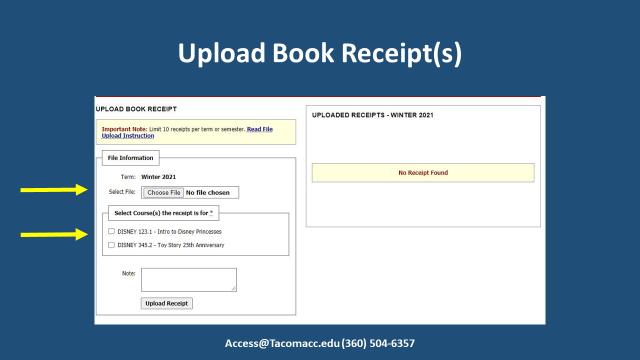 Upload Book Receipt(s)
UPLOAD BOOK RECEIPT
Important Note: Limit 10 receipts per term or semester. Read File
Upload Instruction
File Information
Term: Winter 2021
Select File: Choose File No file chosen
Select Course(s) the receipt is for *
DISNEY 123.1 - Intro to Disney Princesses
DISNEY 345.2 - Toy Story 25th Anniversary
Note:
Upload Receipt
UPLOADED RECEIPTS - WINTER 2021
No Receipt Found
Access@Tacomacc.edu (360) 504-6357